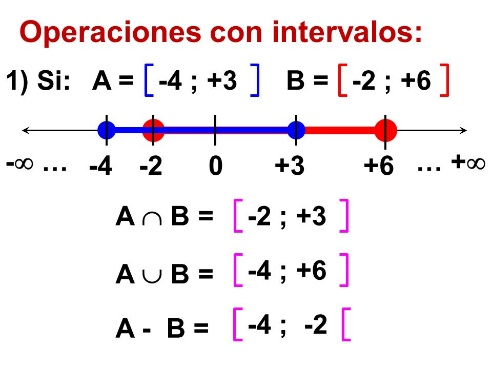 Operaciones con intervalos:
1) Si: A = [ -4 ; +3 ] B = [ -2 ; +6 ]
-∞ … -4 -2 0 +3 +6 … +∞
A ∩ B = [ -2 ; +3 ]
A ∪ B = [ -4 ; +6 ]
A - B = [ -4 ; -2 [